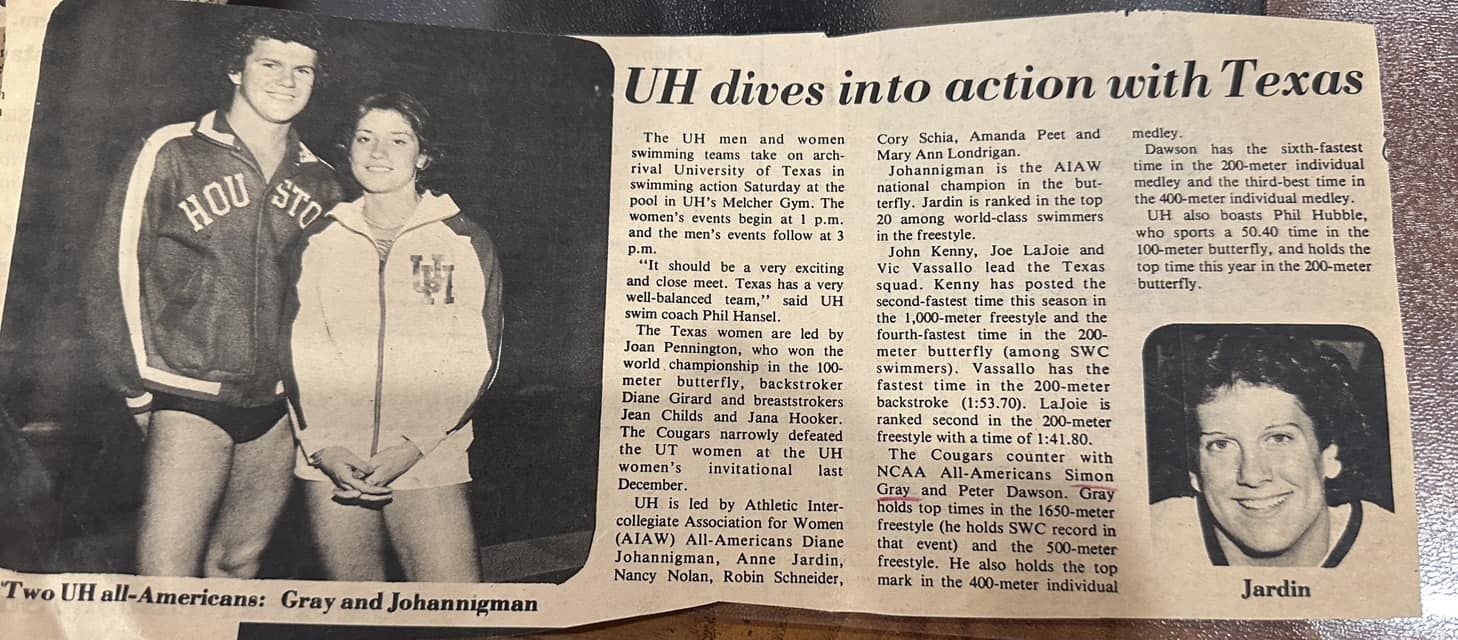 HOUSTO
UH
"Two UH all-Americans: Gray and Johannigman
UH dives into action with Texas
The UH men and women
swimming teams take on arch-
rival University of Texas in
swimming action Saturday at the
pool in UH's Melcher Gym. The
women's events begin at 1 p.m.
and the men's events follow at 3
p.m.
"It should be a very exciting
and close meet. Texas has a very
well-balanced team," said UH
swim coach Phil Hansel.
The Texas women are led by
Joan Pennington, who won the
world championship in the 100-
meter butterfly, backstroker
Diane Girard and breaststrokers
Jean Childs and Jana Hooker.
The Cougars narrowly defeated
the UT women at the UH
women's invitational last
December.
UH is led by Athletic Inter-
collegiate Association for Women
(AIAW) All-Americans Diane
Johannigman, Anne Jardin,
Nancy Nolan, Robin Schneider,
Cory Schia, Amanda Peet and
Mary Ann Londrigan.
Johannigman is the AIAW
national champion in the but-
terfly. Jardin is ranked in the top
20 among world-class swimmers
in the freestyle.
John Kenny, Joe LaJoie and
Vic Vassallo lead the Texas
squad. Kenny has posted the
second-fastest time this season in
the 1,000-meter freestyle and the
fourth-fastest time in the 200-
meter butterfly (among SWC
swimmers). Vassallo has the
fastest time in the 200-meter
backstroke (1:53.70). LaJoie is
ranked second in the 200-meter
freestyle with a time of 1:41.80.
The Cougars counter with
NCAA All-Americans Simon
Gray and Peter Dawson. Gray
holds top times in the 1650-meter
freestyle (he holds SWC record in
that event) and the 500-meter
freestyle. He also holds the top
mark in the 400-meter individual
medley.
Dawson has the sixth-fastest
time in the 200-meter individual
medley and the third-best time in
the 400-meter individual medley.
UH also boasts Phil Hubble,
who sports a 50.40 time in the
100-meter butterfly, and holds the
top time this year in the 200-meter
butterfly.
Jardin